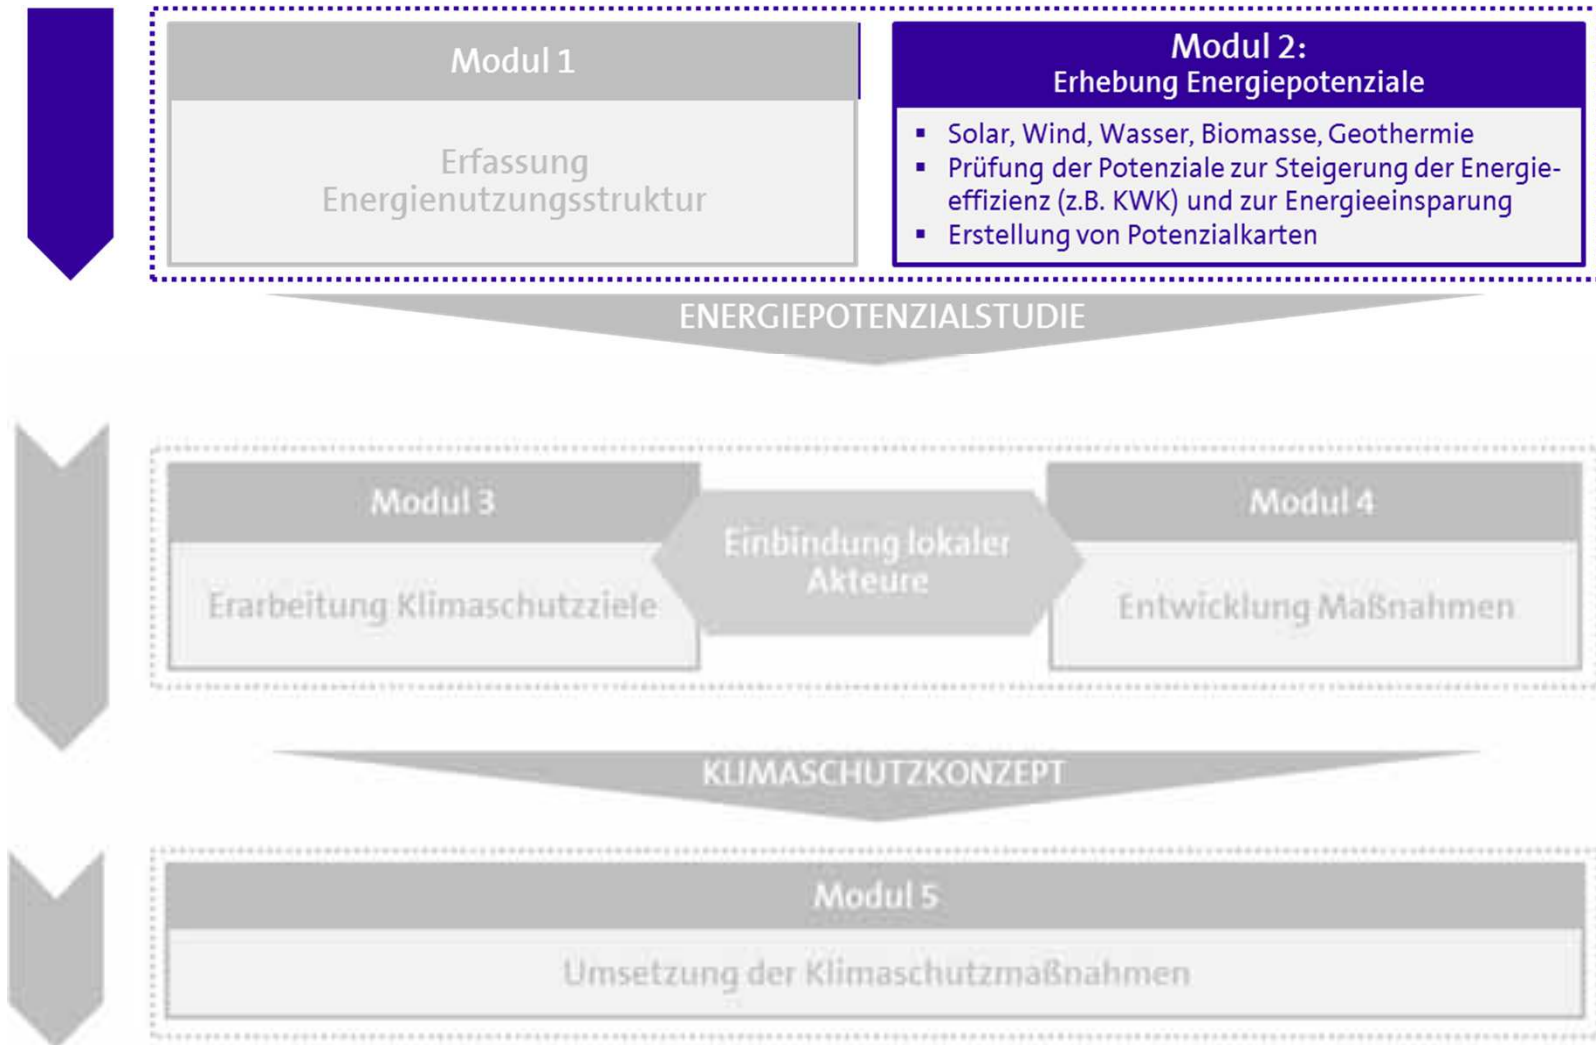 Modul 1
Erfassung
Energienutzungsstruktur
Modul 2:
Erhebung Energiepotenziale
▪ Solar, Wind, Wasser, Biomasse, Geothermie
▪ Prüfung der Potenziale zur Steigerung der Energie-
effizienz (z.B. KWK) und zur Energieeinsparung
▪ Erstellung von Potenzialkarten
ENERGIEPOTENZIALSTUDIE
Modul 3
Erarbeitung Klimaschutzziele
Einbindung lokaler
Akteure
Modul 4
Entwicklung Maßnahmen
KLIMASCHUTZKONZEPT
Modul 5
Umsetzung der Klimaschutzmaßnahmen